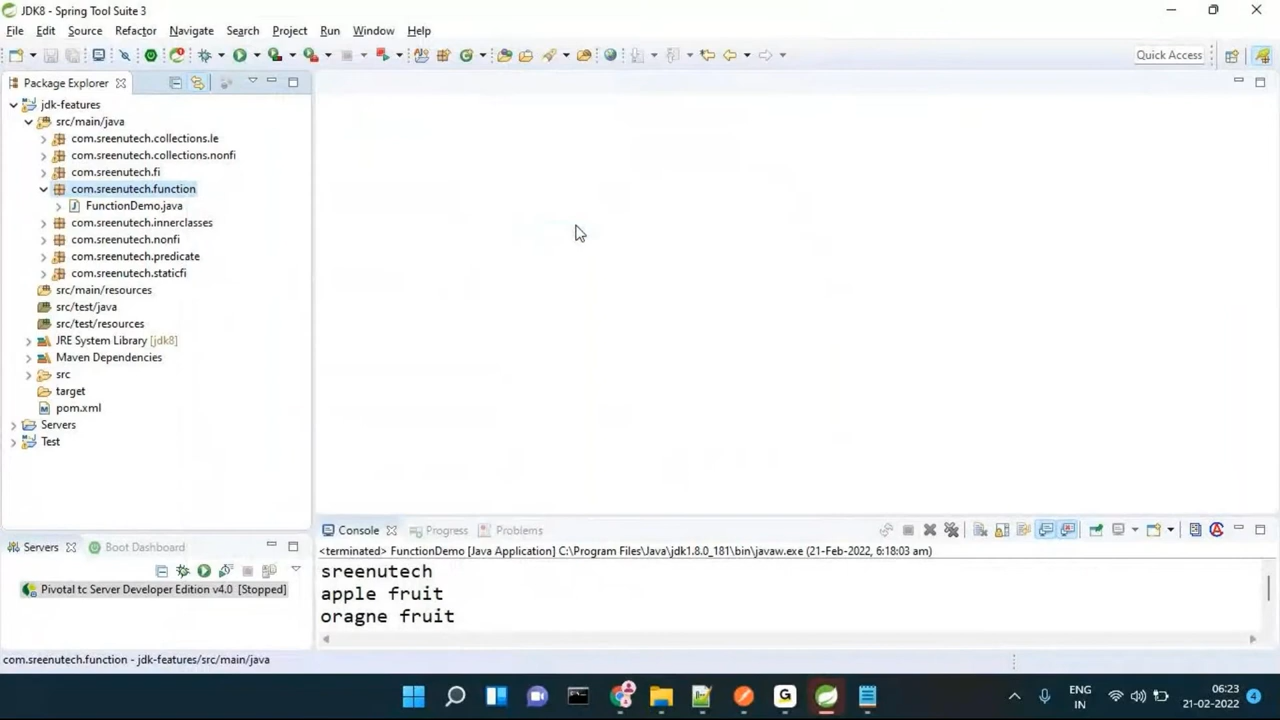 JDK8 - Spring Tool Suite 3
File Edit Source Refactor Navigate Search Project Run Window Help
Quick Access
Package Explorer
jdk-features
src/main/java
com.sreenutech.collections.le
com.sreenutech.collections.nonfi
com.sreenutech.fi
com.sreenutech.function
FunctionDemo.java
com.sreenutech.innerclasses
com.sreenutech.nonfi
com.sreenutech.predicate
com.sreenutech.staticfi
src/main/resources
src/test/java
src/test/resources
JRE System Library [jdk8]
Maven Dependencies
src
target
pom.xml
Servers
Test
Servers Boot Dashboard
Pivotal tc Server Developer Edition v4.0 [Stopped]
Console Progress Problems
<terminated> FunctionDemo [Java Application] C:\Program Files\Java\jdk1.8.0_181\bin\javaw.exe (21-Feb-2022, 6:18:03 am)
sreenutech
apple fruit
oragne fruit
com.sreenutech.function - jdk-features/src/main/java
ENG
IN
06:23
21-02-2022
4